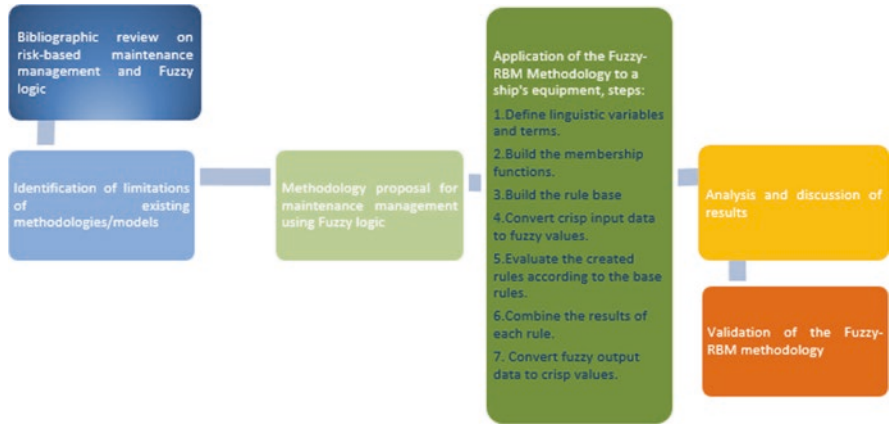 Bibliographic review on
risk-based maintenance
management and Fuzzy
logic
Identification of limitations
of existing
methodologies/models
Methodology proposal for
maintenance management
using Fuzzy logic
Application of the Fuzzy-
RBM Methodology to a
ship's equipment, steps:
1.Define linguistic variables
and terms.
2.Build the membership
functions.
3.Build the rule base
4.Convert crisp input data
to fuzzy values.
5.Evaluate the created
rules according to the base
rules.
6.Combine the results of
each rule.
7. Convert fuzzy output
data to crisp values.
Analysis and discussion of
results
Validation of the Fuzzy-
RBM methodology